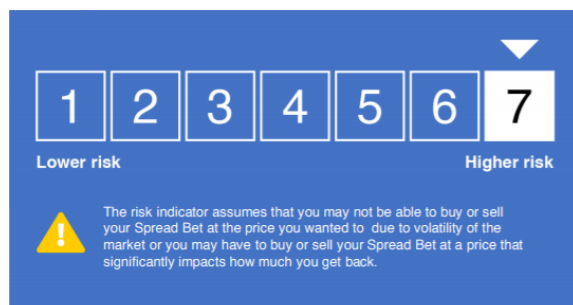 1 2 3 4 5 6 7
Lower risk Higher risk
The risk indicator assumes that you may not be able to buy or sell
your Spread Bet at the price you wanted to due to volatility of the
market or you may have to buy or sell your Spread Bet at a price that
significantly impacts how much you get back.